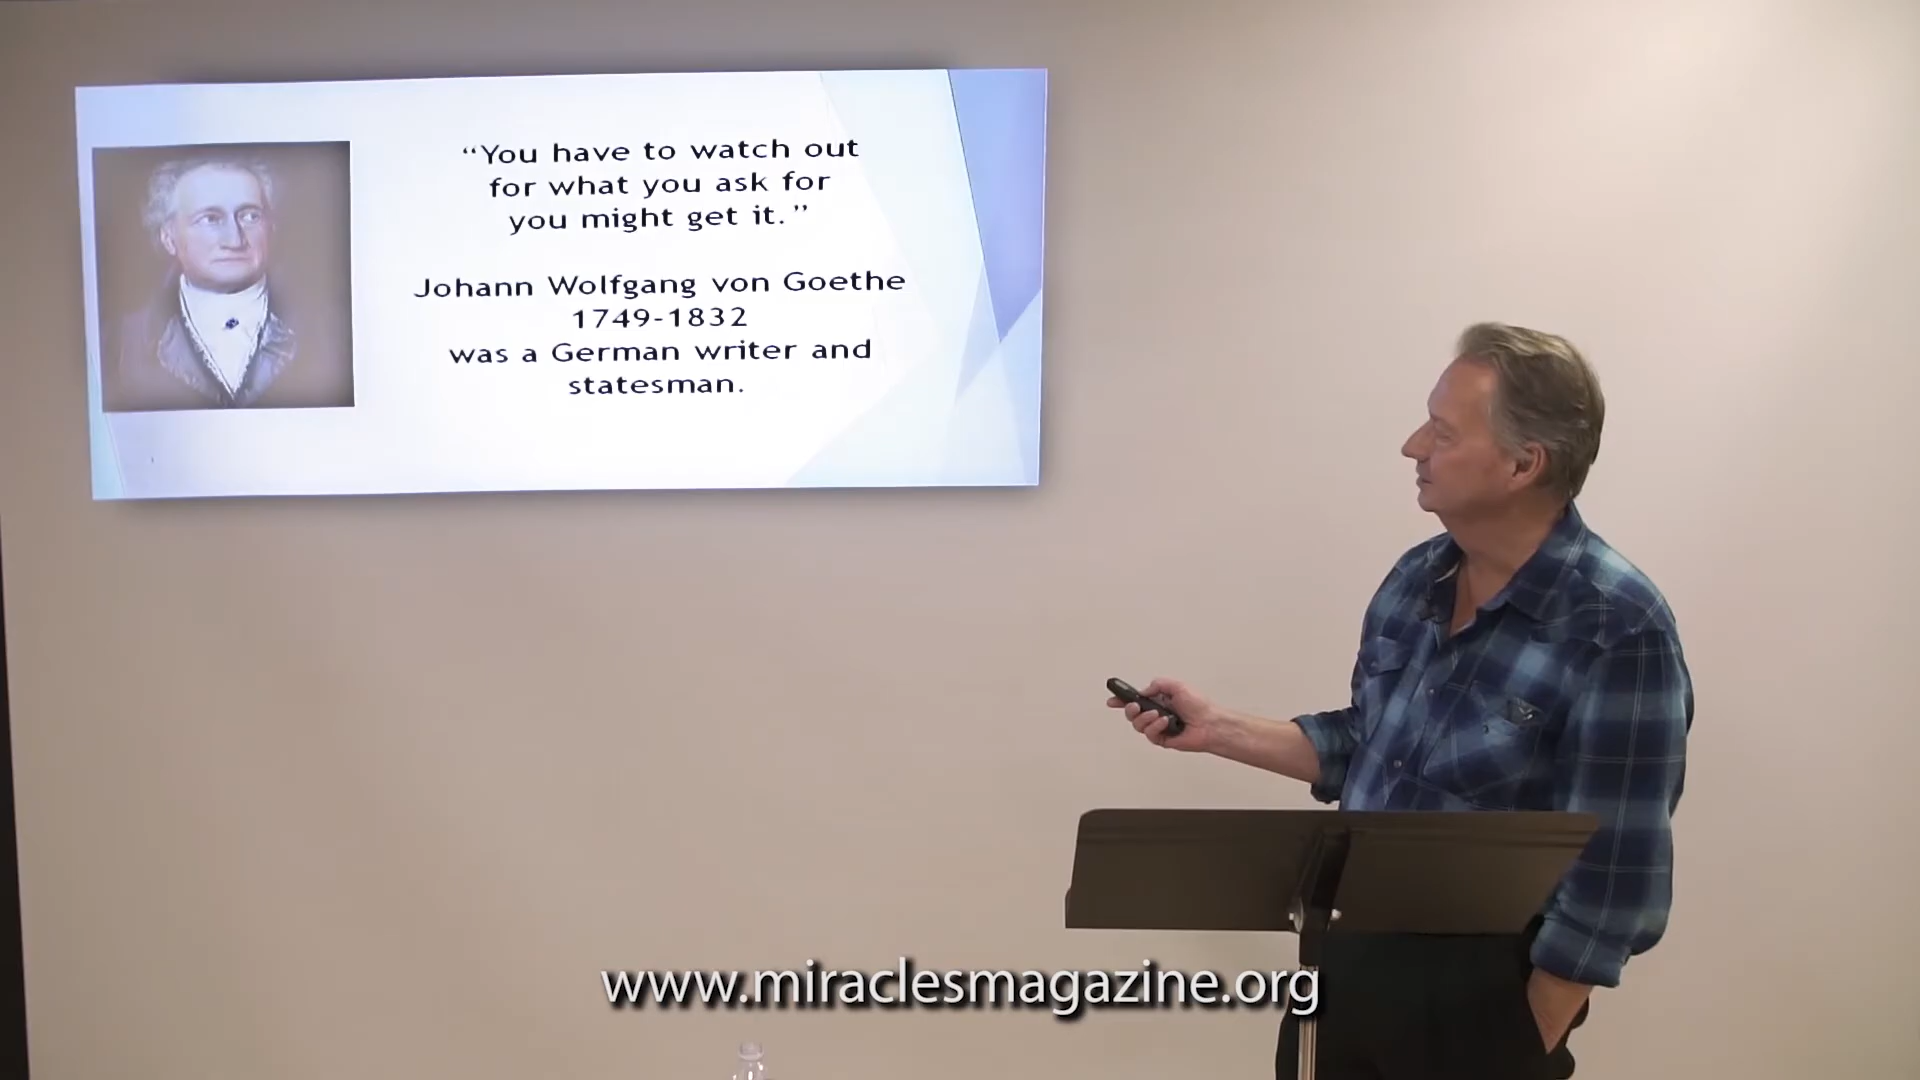 “You have to watch out
for what you ask for
you might get it.”
Johann Wolfgang von Goethe
1749-1832
was a German writer and
statesman.
www.miraclesmagazine.org